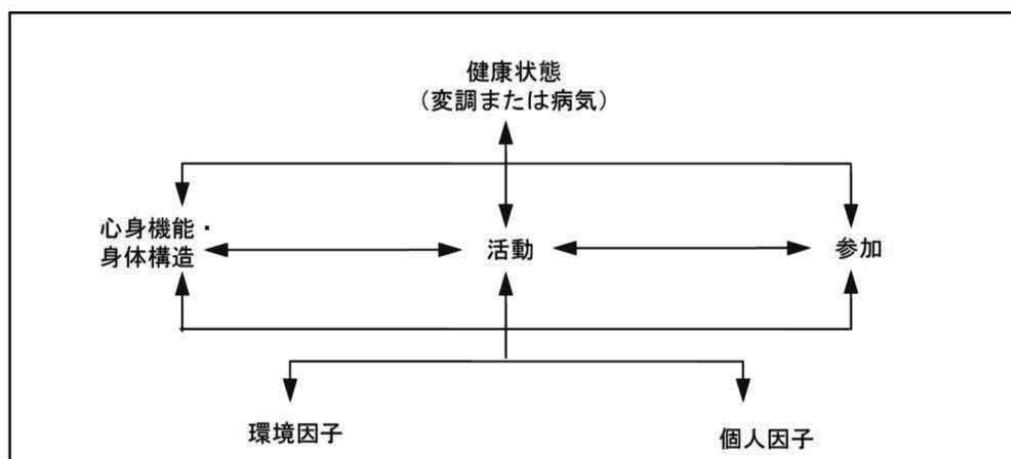 健康状態
（変調または病気）
心身機能・
身体構造
活動
参加
環境因子
個人因子